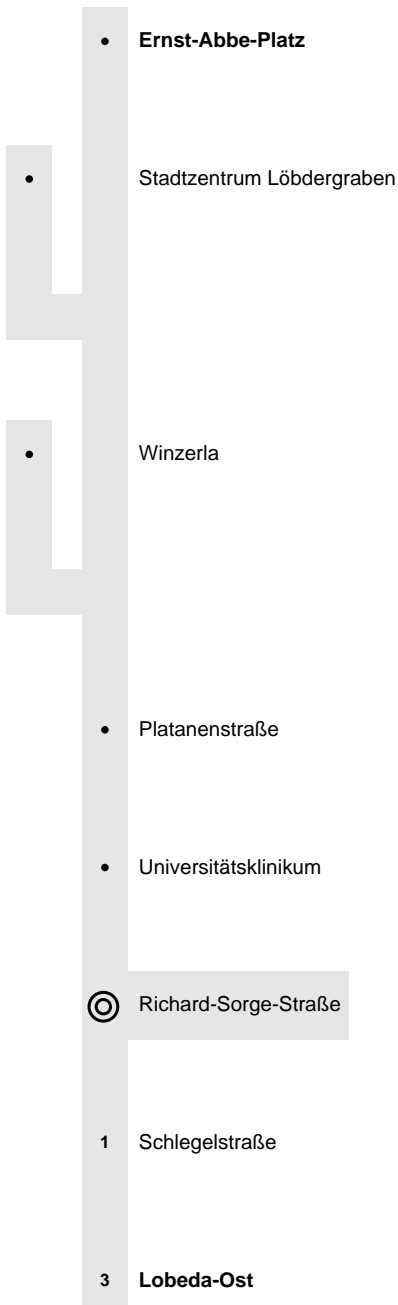 Ernst-Abbe-Platz
Stadtzentrum Löbdergraben
Winzerla
Platanenstraße
Universitätsklinikum
Richard-Sorge-Straße
1 Schlegelstraße
3 Lobeda-Ost